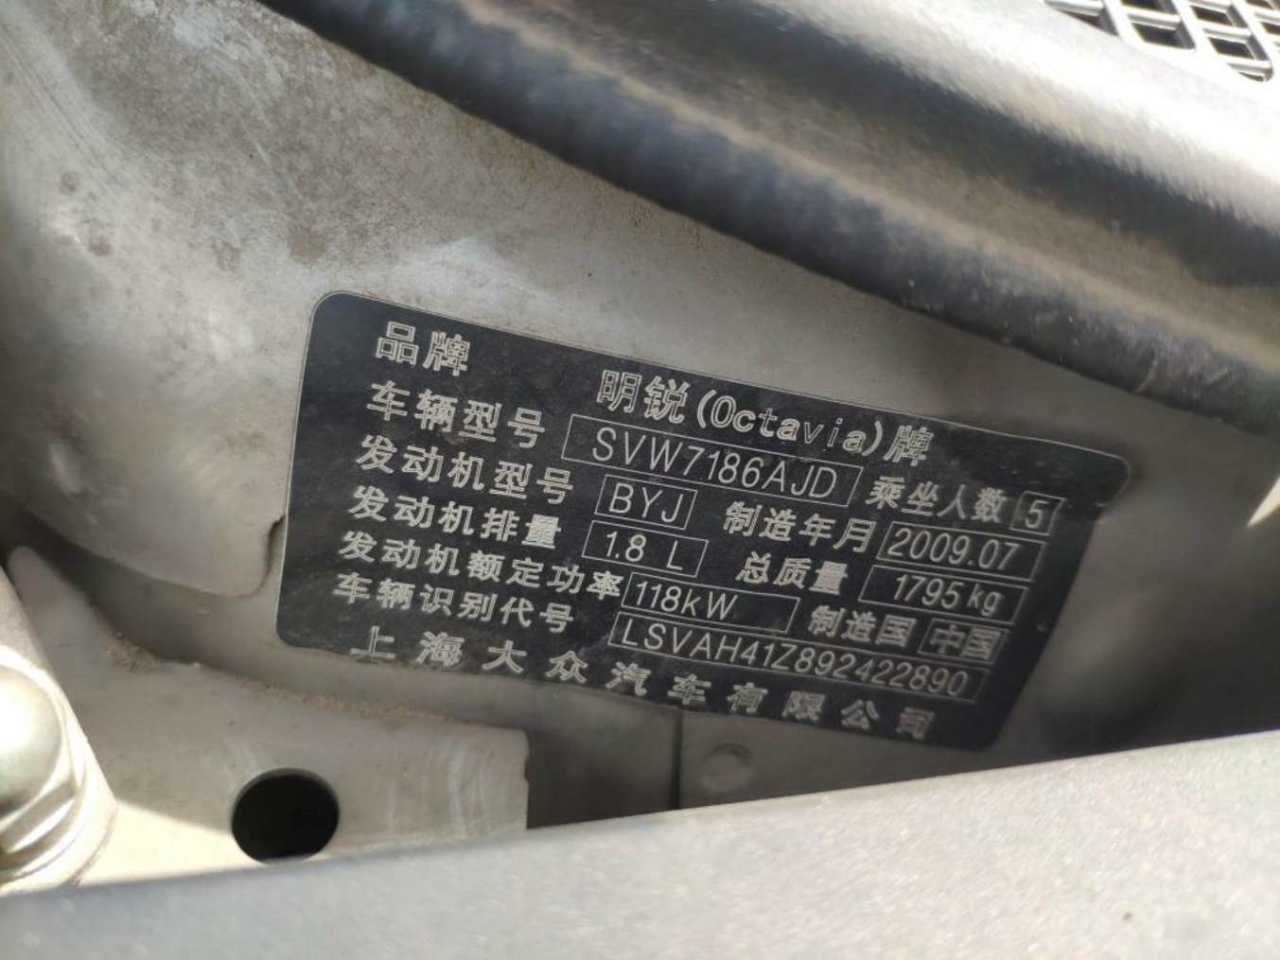 品牌 明锐(Octavia)牌
车辆型号 SVW7186AJD 乘坐人数 5
发动机型号 BYJ 制造年月 2009.07
发动机排量 1.8 L 总质量 1795 kg
发动机额定功率 118kW 制造国 中国
车辆识别代号 LSVAH41Z892422890
上海大众汽车有限公司